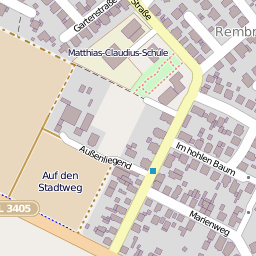 Gartenstraße
Straße
Rembr
Matthias-Claudius-Schule
Außenliegend
Im hohlen Baum
Auf den
Stadtweg
L 3405
Marienweg